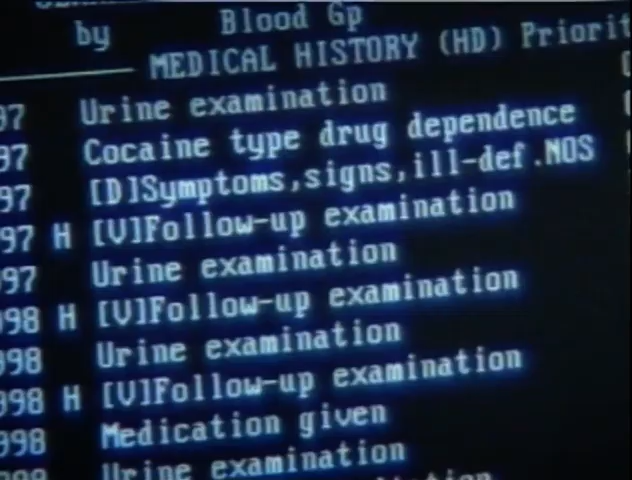 by Blood Gp
MEDICAL HISTORY (HD) Priorit
97 Urine examination
97 Cocaine type drug dependence
97 [D]Symptoms,signs,ill-def.NOS
97 H [V]Follow-up examination
97 Urine examination
998 H [V]Follow-up examination
998 Urine examination
998 H [V]Follow-up examination
998 Medication given
Urine examination